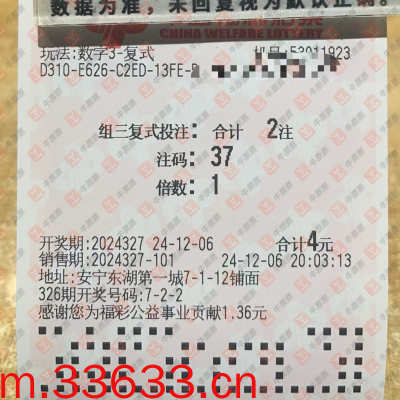 数据为准，未回复视为默认正确。
CHINA WELFARE LOTTERY
玩法:数字3-复式 机号:53011923
D310-E626-C2ED-13FE-
组三复式投注: 合计 2注
注码: 37
倍数: 1
开奖期:2024327 24-12-06 合计4元
销售期:2024327-101 24-12-06 20:03:13
地址:安宁东湖第一城7-1-12铺面
326期开奖号码:7-2-2
感谢您为福彩公益事业贡献1.36元
m.33633.cn